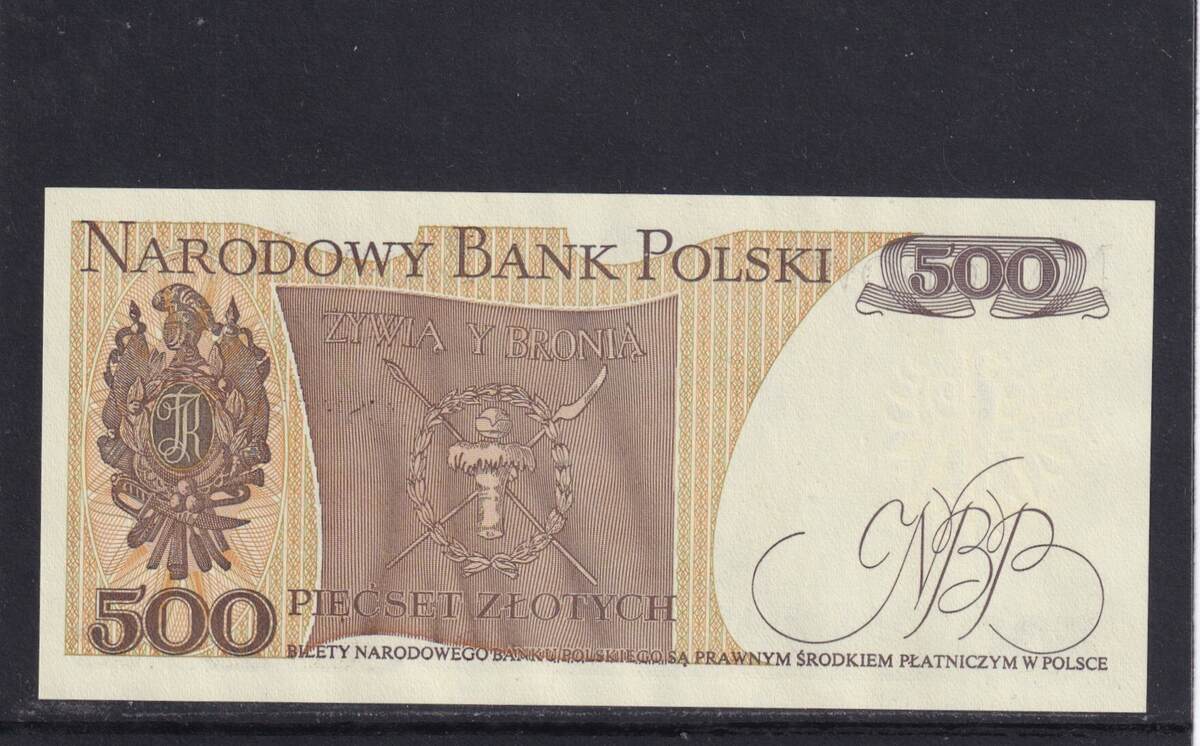 NARODOWY BANK POLSKI
500
ŻYWIĄ Y BRONIĄ
TK
500
PIĘĆSET ZŁOTYCH
NBP
BILETY NARODOWEGO BANKU POLSKIEGO SĄ PRAWNYM ŚRODKIEM PŁATNICZYM W POLSCE